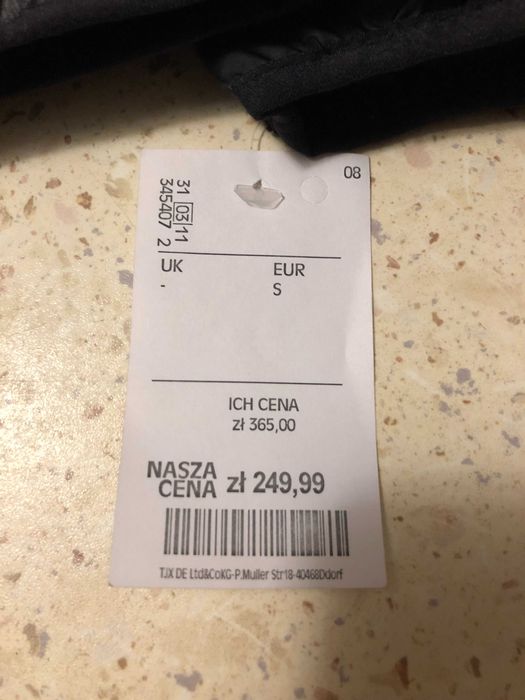 08
31 03 11
345407 2
UK EUR
- S
ICH CENA
zł 365,00
NASZA CENA zł 249,99
TJX DE Ltd&CoKG-P.Muller Str18-40468Ddorf